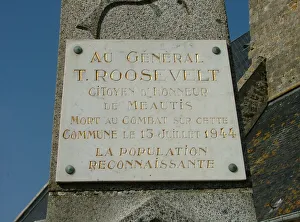 AU GÉNÉRAL
T. ROOSEVELT
CITOYEN D'HONNEUR
DE MEAUTIS
MORT AU COMBAT SUR CETTE
COMMUNE LE 13 JUILLET 1944
LA POPULATION
RECONNAISSANTE